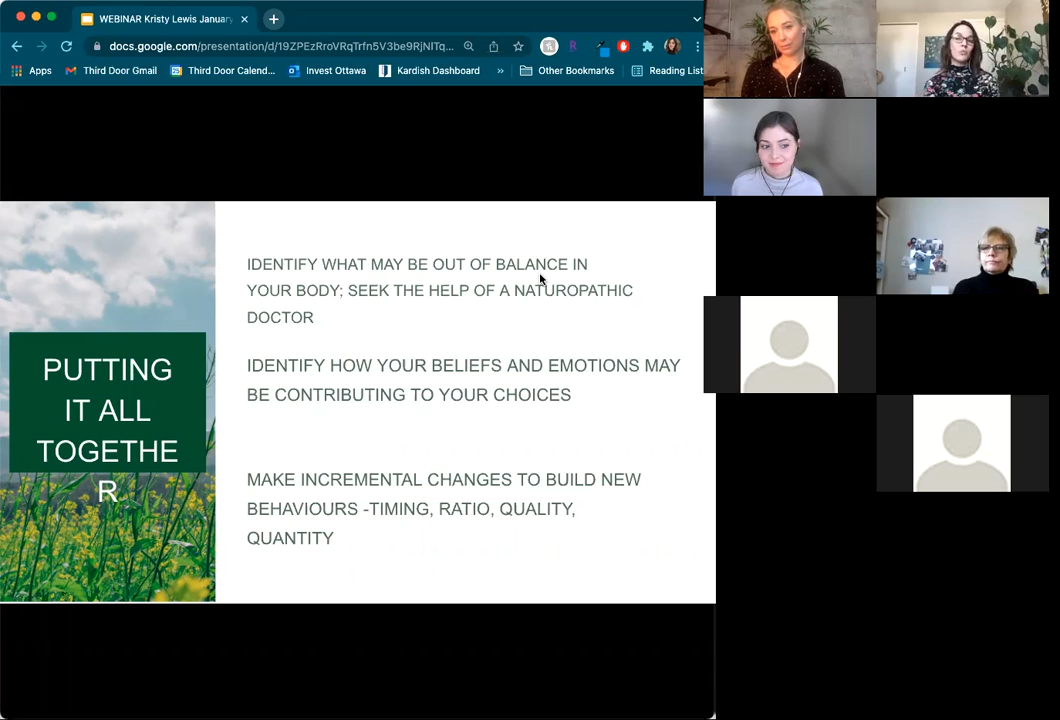 WEBINAR Kristy Lewis January
docs.google.com/presentation/d/19ZPEzRroVRqTrfn5V3be9RjNITq...
Apps Third Door Gmail Third Door Calend... Invest Ottawa Kardish Dashboard » Other Bookmarks Reading List
PUTTING
IT ALL
TOGETHE
R
IDENTIFY WHAT MAY BE OUT OF BALANCE IN
YOUR BODY; SEEK THE HELP OF A NATUROPATHIC
DOCTOR
IDENTIFY HOW YOUR BELIEFS AND EMOTIONS MAY
BE CONTRIBUTING TO YOUR CHOICES
MAKE INCREMENTAL CHANGES TO BUILD NEW
BEHAVIOURS -TIMING, RATIO, QUALITY,
QUANTITY